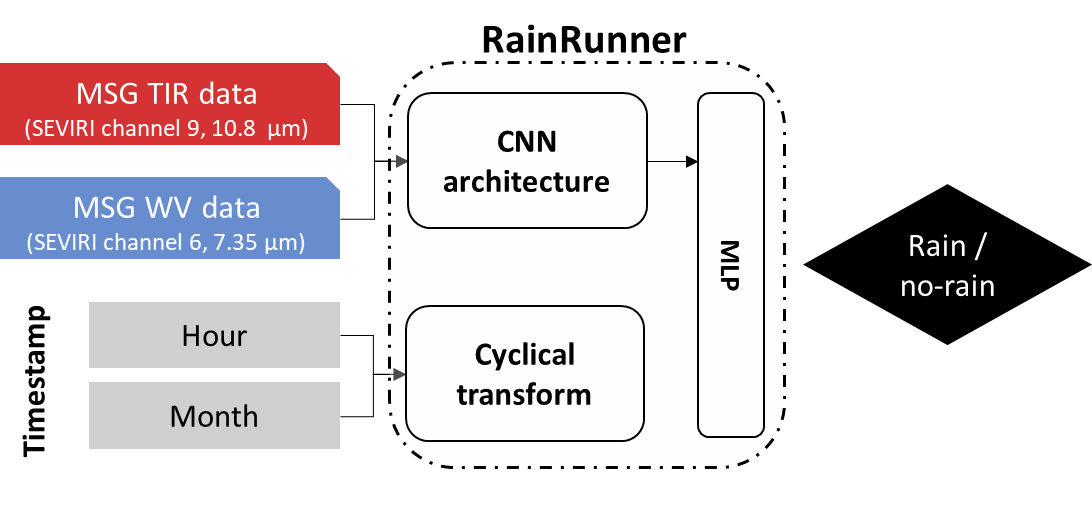 RainRunner
MSG TIR data
(SEVIRI channel 9, 10.8 µm)
CNN
architecture
MSG WV data
(SEVIRI channel 6, 7.35 µm)
MLP
Rain /
no-rain
Timestamp
Hour
Month
Cyclical
transform